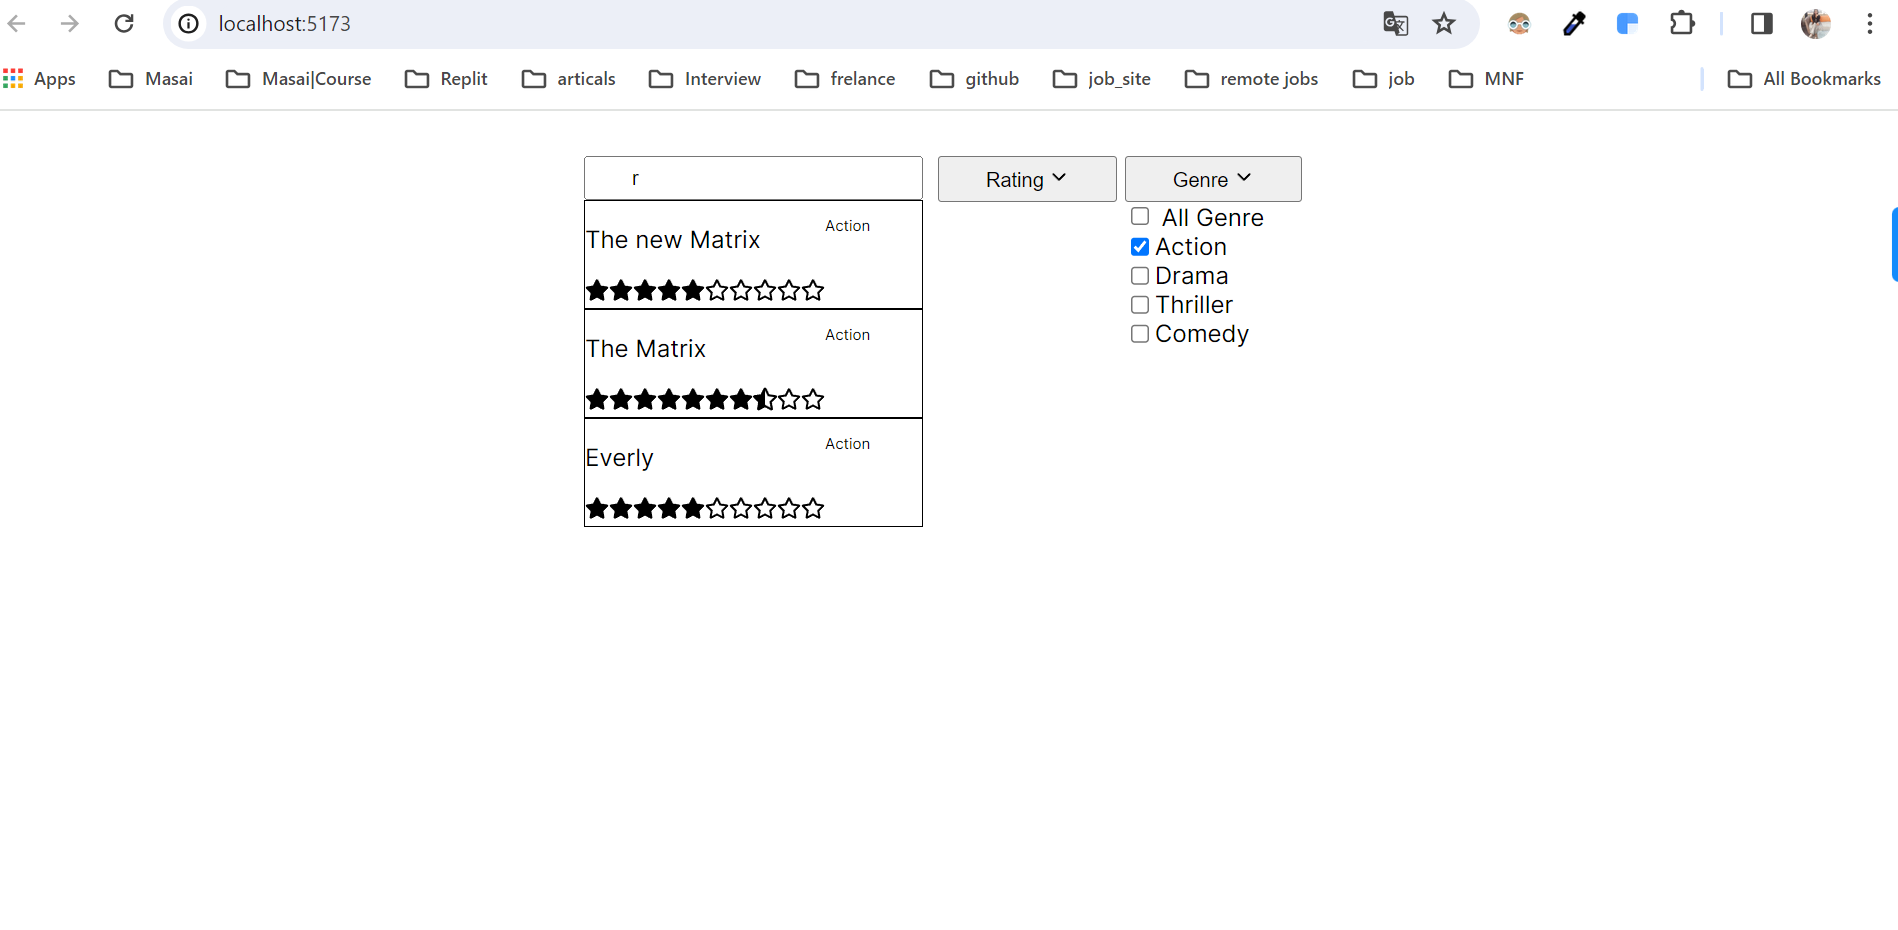 localhost:5173
Apps Masai Masai|Course Replit articals Interview frelance github job_site remote jobs job MNF All Bookmarks
r Rating Genre
The new Matrix Action
The Matrix Action
Everly Action
All Genre
Action
Drama
Thriller
Comedy